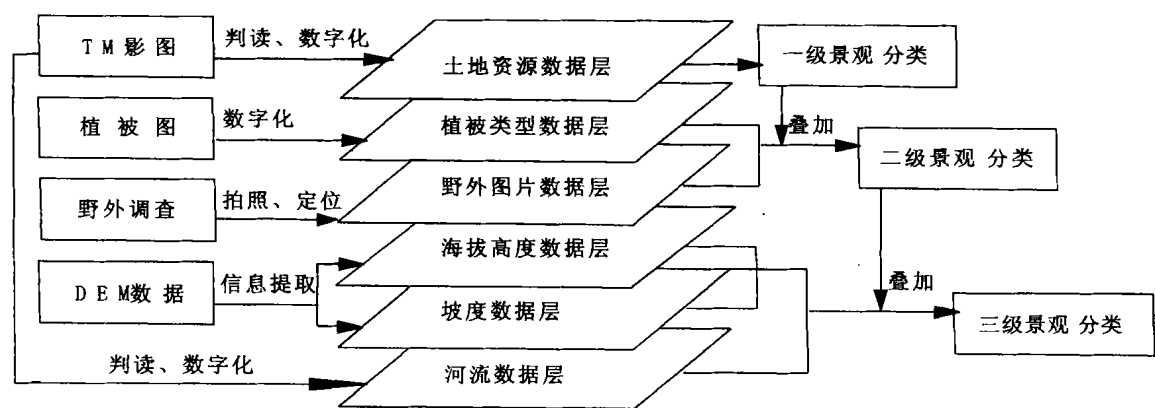 TM影图
判读、数字化
土地资源数据层
一级景观 分类
植被图
数字化
植被类型数据层
叠加
二级景观 分类
野外调查
拍照、定位
野外图片数据层
海拔高度数据层
DEM数据
信息提取
叠加
坡度数据层
三级景观 分类
判读、数字化
河流数据层